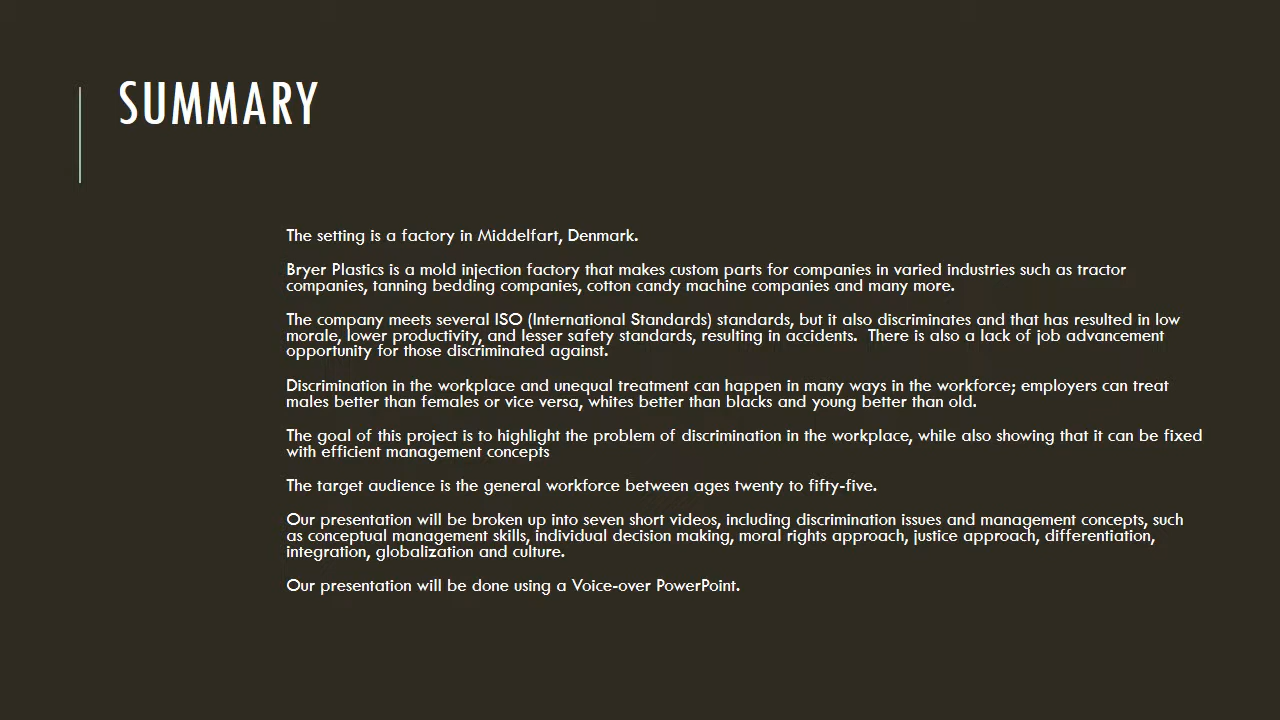 SUMMARY
The setting is a factory in Middelfart, Denmark.
Bryer Plastics is a mold injection factory that makes custom parts for companies in varied industries such as tractor
companies, tanning bedding companies, cotton candy machine companies and many more.
The company meets several ISO (International Standards) standards, but it also discriminates and that has resulted in low
morale, lower productivity, and lesser safety standards, resulting in accidents.  There is also a lack of job advancement
opportunity for those discriminated against.
Discrimination in the workplace and unequal treatment can happen in many ways in the workforce; employers can treat
males better than females or vice versa, whites better than blacks and young better than old.
The goal of this project is to highlight the problem of discrimination in the workplace, while also showing that it can be fixed
with efficient management concepts
The target audience is the general workforce between ages twenty to fifty-five.
Our presentation will be broken up into seven short videos, including discrimination issues and management concepts, such
as conceptual management skills, individual decision making, moral rights approach, justice approach, differentiation,
integration, globalization and culture.
Our presentation will be done using a Voice-over PowerPoint.